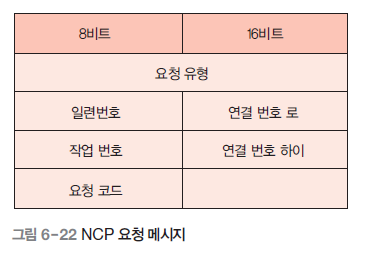 8비트 16비트
요청 유형
일련번호 연결 번호 로
작업 번호 연결 번호 하이
요청 코드
그림 6-22 NCP 요청 메시지